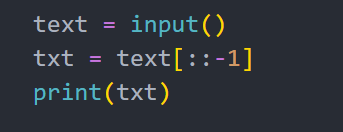 text = input()
txt = text[::-1]
print(txt)